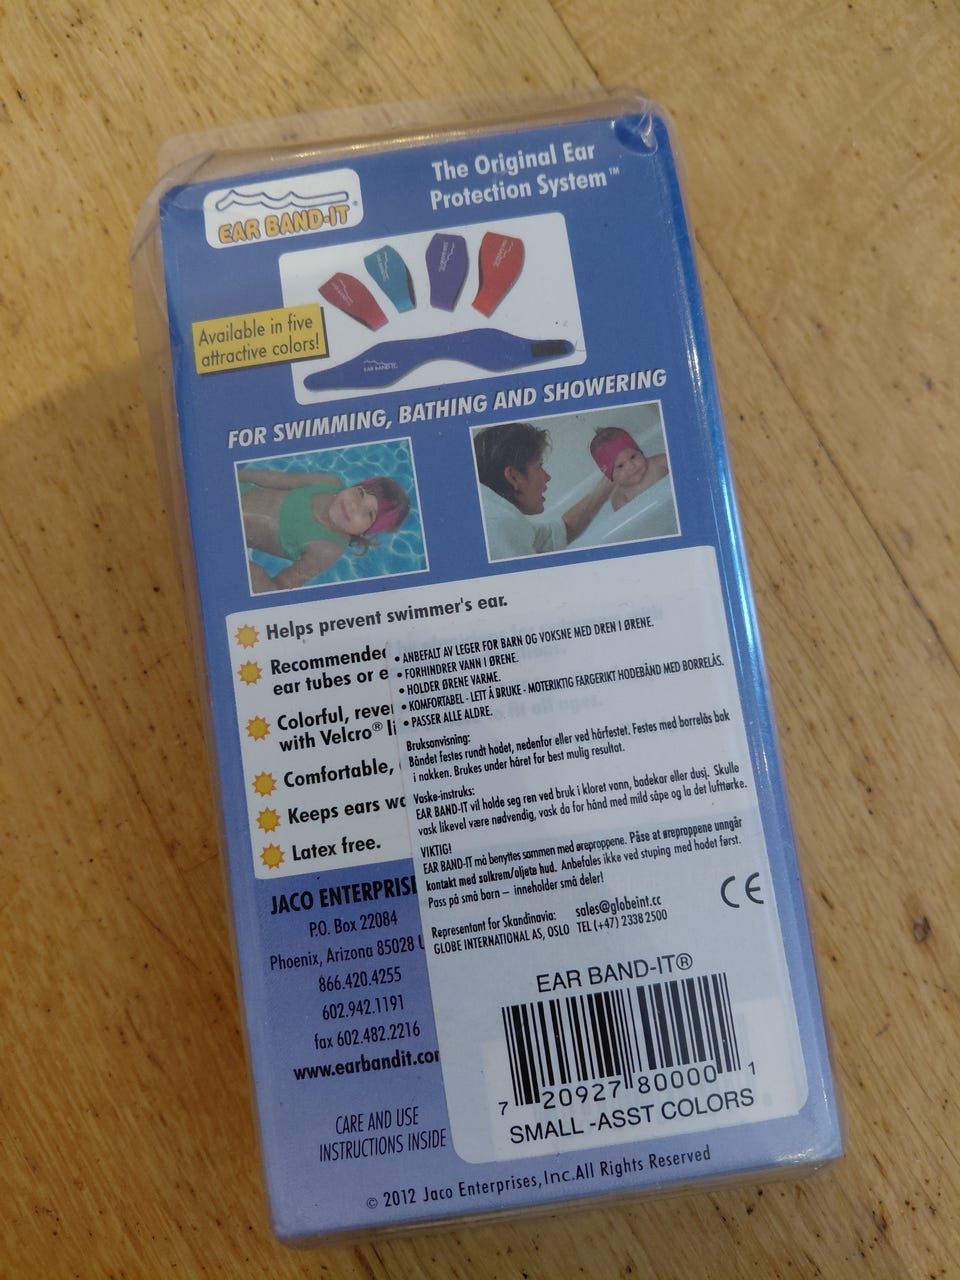 EAR BAND-IT®
The Original Ear
Protection System™
Available in five
attractive colors!
EAR BAND-IT
FOR SWIMMING, BATHING AND SHOWERING
Helps prevent swimmer's ear.
Recommended
ear tubes or e
Colorful, reve
with Velcro® li
Comfortable,
Keeps ears wa
Latex free.
• ANBEFALT AV LEGER FOR BARN OG VOKSNE MED DREN I ØRENE.
• FORHINDRER VANN I ØRENE.
• HOLDER ØRENE VARME.
• KOMFORTABEL - LETT Å BRUKE - MOTERIKTIG FARGERIKT HODEBÅND MED BORRELÅS.
• PASSER ALLE ALDRE.
Bruksanvisning:
Båndet festes rundt hodet, nedenfor eller ved hårfestet. Festes med borrelås bak
i nakken. Brukes under håret for best mulig resultat.
Vaske-instruks:
EAR BAND-IT vil holde seg ren ved bruk i kloret vann, badekar eller dusj. Skulle
vask likevel være nødvendig, vask da for hånd med mild såpe og la det lufttørke.
VIKTIG!
EAR BAND-IT må benyttes sammen med øreproppene. Påse at øreproppene unngår
kontakt med solkrem/oljete hud. Anbefales ikke ved stuping med hodet først.
Pass på små barn – inneholder små deler!
CE
Representant for Skandinavia: sales@globeint.cc
GLOBE INTERNATIONAL AS, OSLO TEL (+47) 2338 2500
JACO ENTERPRISE
P.O. Box 22084
Phoenix, Arizona 85028 U
866.420.4255
602.942.1191
fax 602.482.2216
www.earbandit.com
CARE AND USE
INSTRUCTIONS INSIDE
EAR BAND-IT®
7 20927 80000 1
SMALL -ASST COLORS
© 2012 Jaco Enterprises, Inc. All Rights Reserved